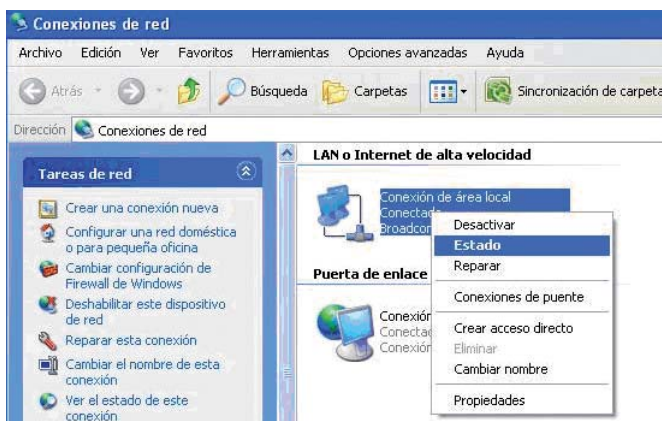 Conexiones de red
Archivo Edición Ver Favoritos Herramientas Opciones avanzadas Ayuda
Atrás Búsqueda Carpetas Sincronización de carpeta
Dirección Conexiones de red
Tareas de red
Crear una conexión nueva
Configurar una red doméstica
o para pequeña oficina
Cambiar configuración de
Firewall de Windows
Deshabilitar este dispositivo
de red
Reparar esta conexión
Cambiar el nombre de esta
conexión
Ver el estado de este
conexión
LAN o Internet de alta velocidad
Conexión de área local
Conectado
Broadcor
Puerta de enlace
Conexión
Conectad
Conexión
Desactivar
Estado
Reparar
Conexiones de puente
Crear acceso directo
Eliminar
Cambiar nombre
Propiedades